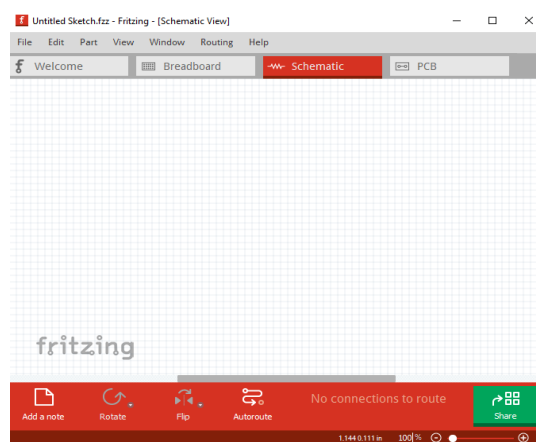 Untitled Sketch.fzz - Fritzing - [Schematic View]
File Edit Part View Window Routing Help
Welcome Breadboard Schematic PCB
fritzing
No connections to route
Add a note Rotate Flip Autoroute Share
1.144 0.111 in 100 %